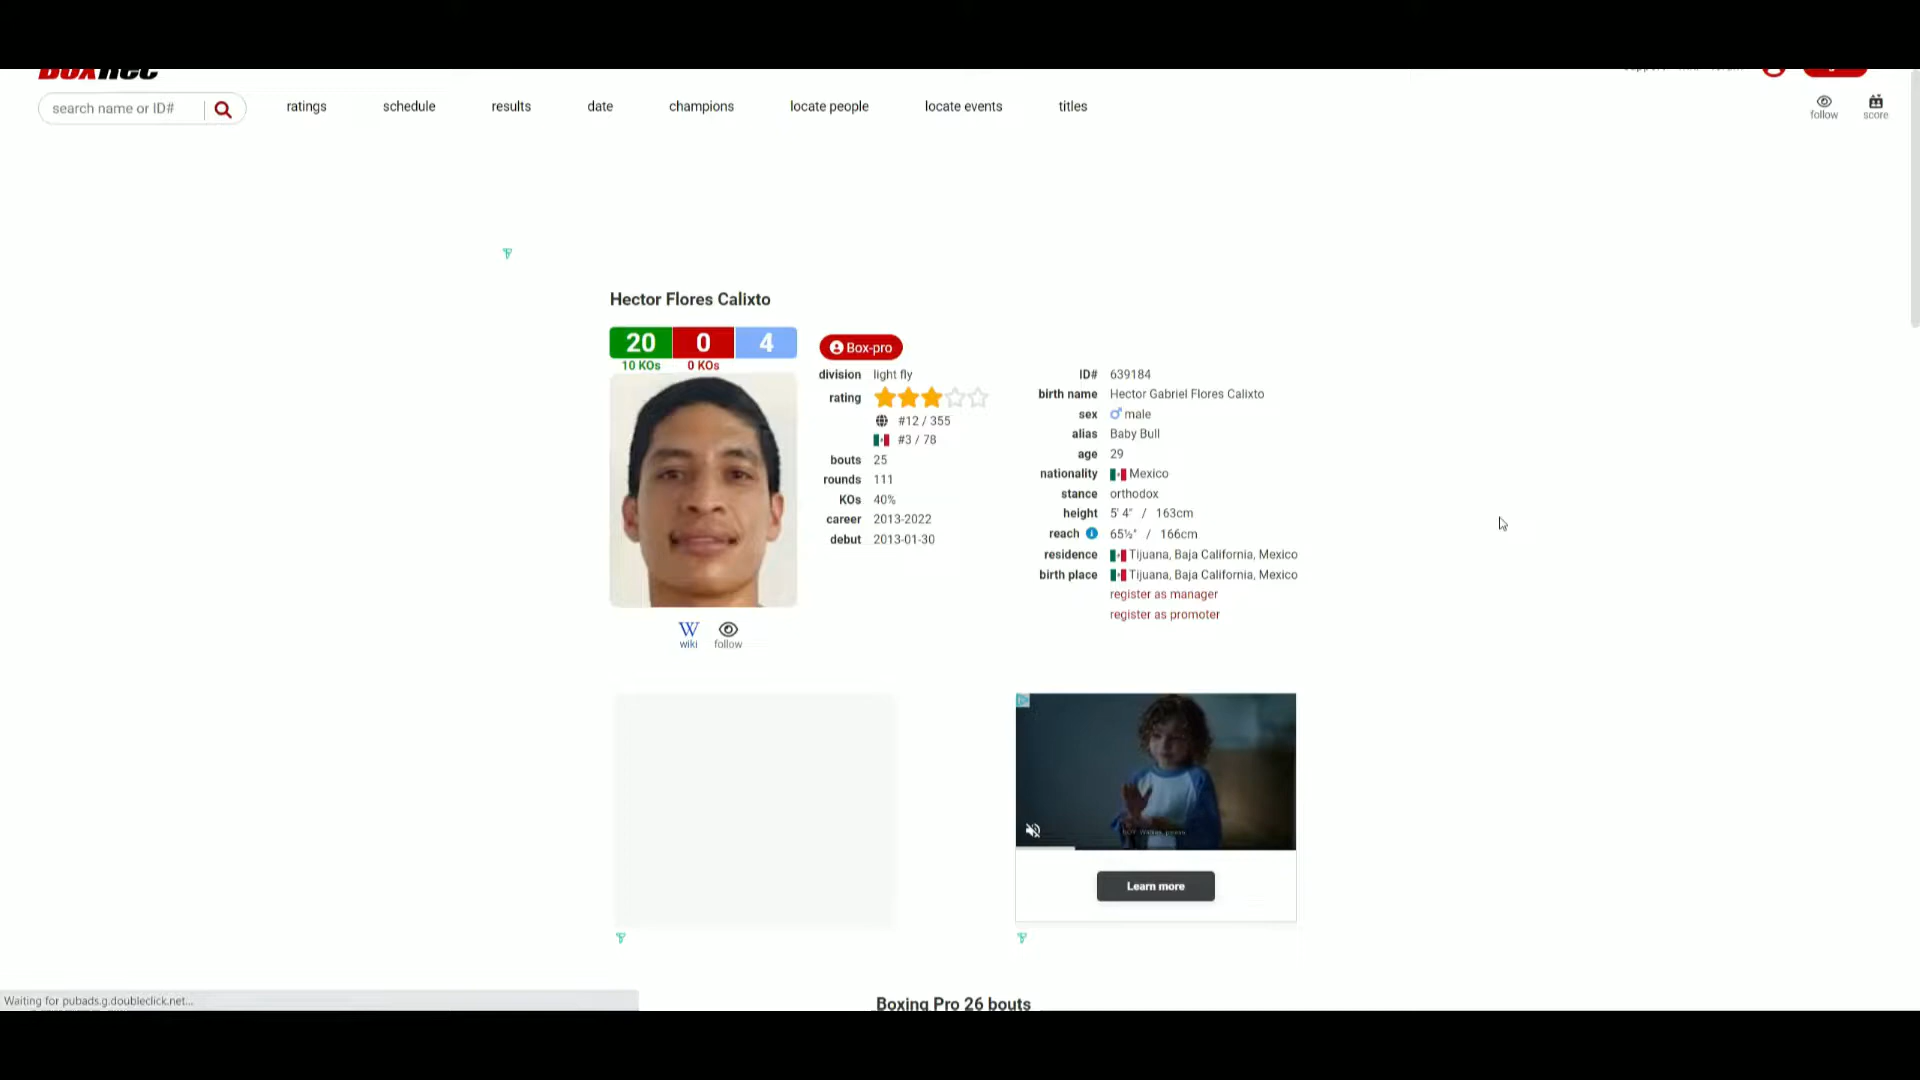 BoxRec
search name or ID# ratings schedule results date champions locate people locate events titles follow score
Hector Flores Calixto
20 0 4
10 KOs 0 KOs
Box-pro
division light fly
rating
#12 / 355
#3 / 78
bouts 25
rounds 111
KOs 40%
career 2013-2022
debut 2013-01-30
ID# 639184
birth name Hector Gabriel Flores Calixto
sex male
alias Baby Bull
age 29
nationality Mexico
stance orthodox
height 5' 4" / 163cm
reach 65½" / 166cm
residence Tijuana, Baja California, Mexico
birth place Tijuana, Baja California, Mexico
register as manager
register as promoter
W
wiki follow
Learn more
Waiting for pubads.g.doubleclick.net...
Boxing Pro 26 bouts